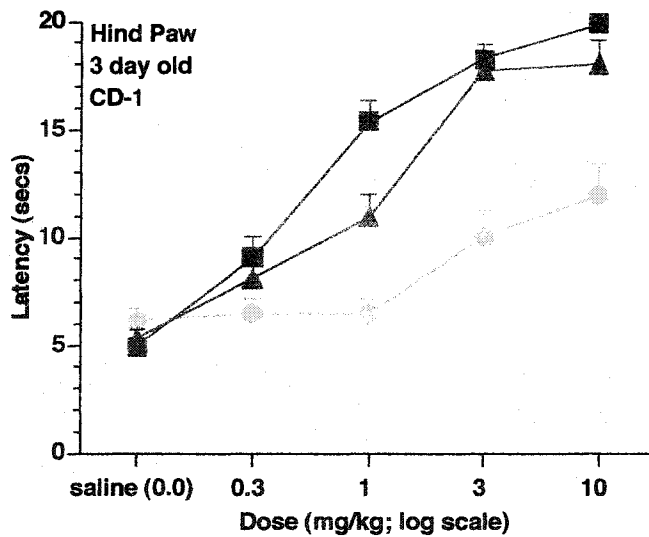 20
Hind Paw
3 day old
CD-1
15
10
5
0
Latency (secs)
saline (0.0) 0.3 1 3 10
Dose (mg/kg; log scale)